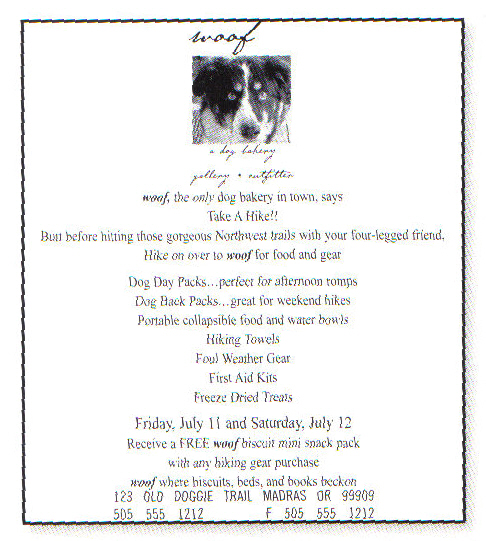 woof
a dog bakery
gallery • outfitter
woof, the only dog bakery in town, says
Take A Hike!!
But before hitting those gorgeous Northwest trails with your four-legged friend,
Hike on over to woof for food and gear
Dog Day Packs...perfect for afternoon romps
Dog Back Packs...great for weekend hikes
Portable collapsible food and water bowls
Hiking Towels
Foul Weather Gear
First Aid Kits
Freeze Dried Treats
Friday, July 11 and Saturday, July 12
Receive a FREE woof biscuit mini snack pack
with any hiking gear purchase
woof where biscuits, beds, and books beckon
123 OLD DOGGIE TRAIL MADRAS OR 99909
505 555 1212 F 505 555 1212